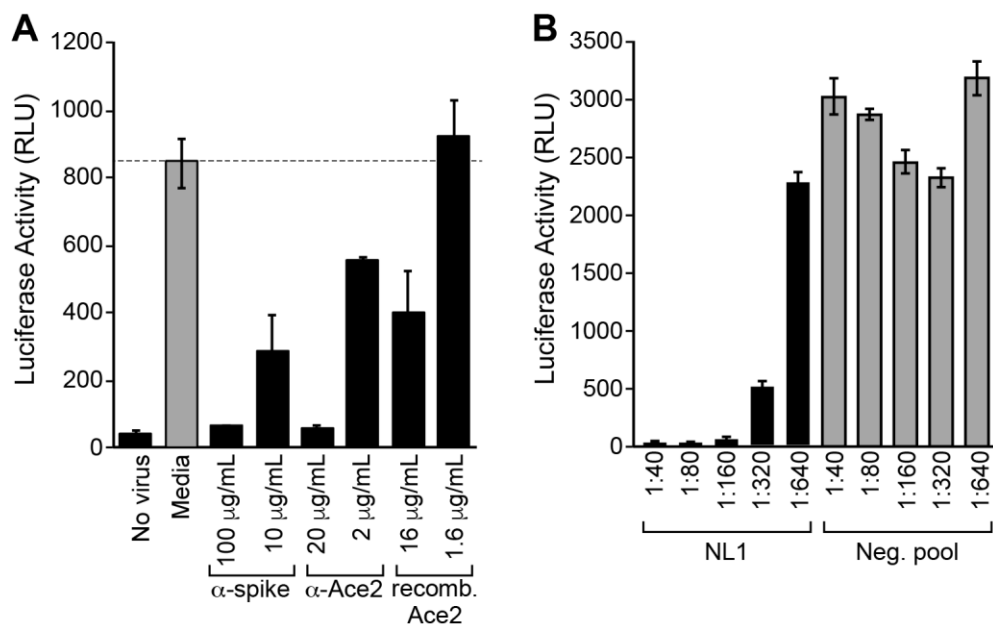 A
Luciferase Activity (RLU)
1200
1000
800
600
400
200
0
No virus
Media
100 μg/mL
10 μg/mL
20 μg/mL
2 μg/mL
16 μg/mL
1.6 μg/mL
α-spike
α-Ace2
recomb.
Ace2
B
Luciferase Activity (RLU)
3500
3000
2500
2000
1500
1000
500
0
1:40
1:80
1:160
1:320
1:640
1:40
1:80
1:160
1:320
1:640
NL1
Neg. pool